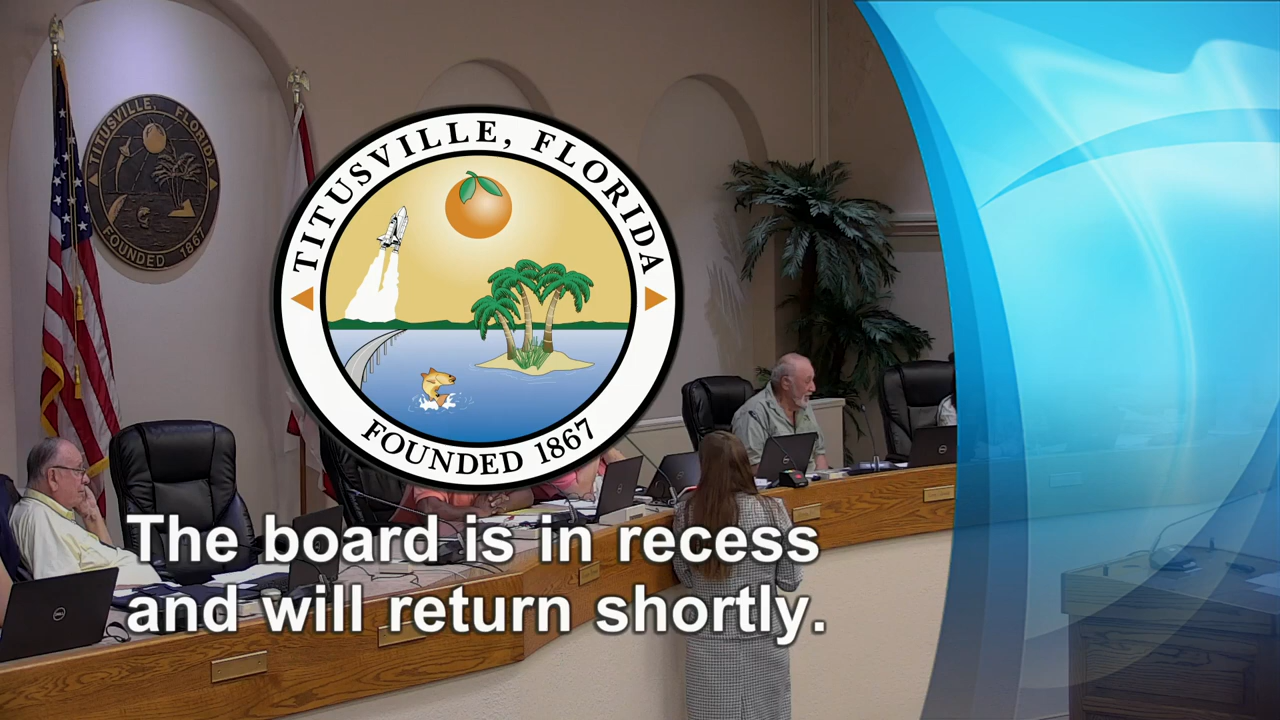 TITUSVILLE, FLORIDA
FOUNDED 1867
TITUSVILLE, FLORIDA
FOUNDED 1867
The board is in recess
and will return shortly.